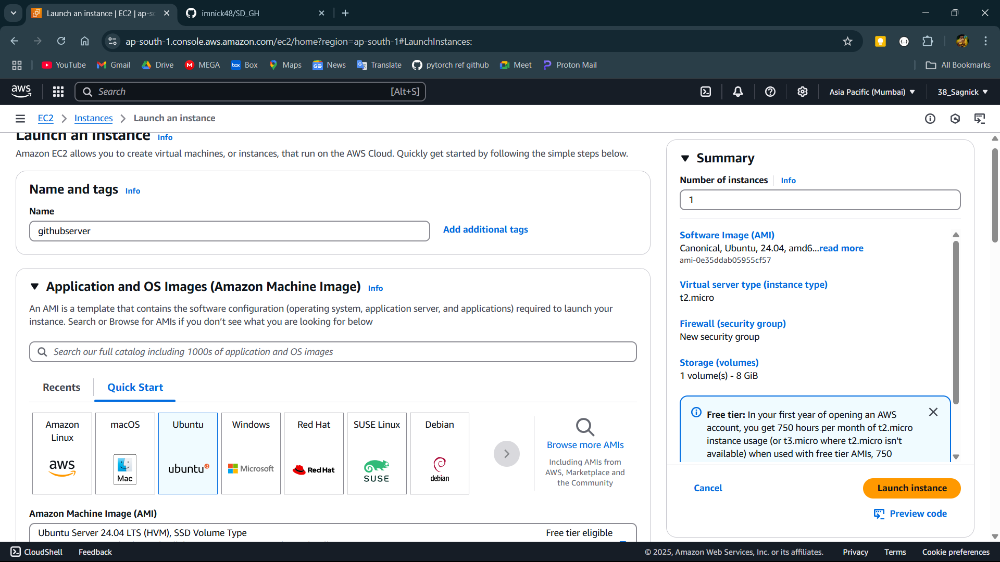 Launch an instance | EC2 | ap-so
imnick48/SD_GH
ap-south-1.console.aws.amazon.com/ec2/home?region=ap-south-1#LaunchInstances:
YouTube
Gmail
Drive
MEGA
box
Box
Maps
News
Translate
pytorch ref github
Meet
Proton Mail
All Bookmarks
aws
Search
[Alt+S]
Asia Pacific (Mumbai)
38_Sagnick
EC2
Instances
Launch an instance
Launch an instance Info
Amazon EC2 allows you to create virtual machines, or instances, that run on the AWS Cloud. Quickly get started by following the simple steps below.
Name and tags Info
Name
githubserver
Add additional tags
Application and OS Images (Amazon Machine Image) Info
An AMI is a template that contains the software configuration (operating system, application server, and applications) required to launch your
instance. Search or Browse for AMIs if you don’t see what you are looking for below
Search our full catalog including 1000s of application and OS images
Recents
Quick Start
Amazon
Linux
aws
macOS
Mac
Ubuntu
ubuntu
Windows
Microsoft
Red Hat
Red Hat
SUSE Linux
SUSE
Debian
debian
Browse more AMIs
Including AMIs from
AWS, Marketplace and
the Community
Amazon Machine Image (AMI)
Ubuntu Server 24.04 LTS (HVM), SSD Volume Type
Free tier eligible
Summary
Number of instances
Info
1
Software Image (AMI)
Canonical, Ubuntu, 24.04, amd6...read more
ami-0e35ddab05955cf57
Virtual server type (instance type)
t2.micro
Firewall (security group)
New security group
Storage (volumes)
1 volume(s) - 8 GiB
Free tier: In your first year of opening an AWS
account, you get 750 hours per month of t2.micro
instance usage (or t3.micro where t2.micro isn't
available) when used with free tier AMIs, 750
Cancel
Launch instance
Preview code
CloudShell
Feedback
© 2025, Amazon Web Services, Inc. or its affiliates.
Privacy
Terms
Cookie preferences